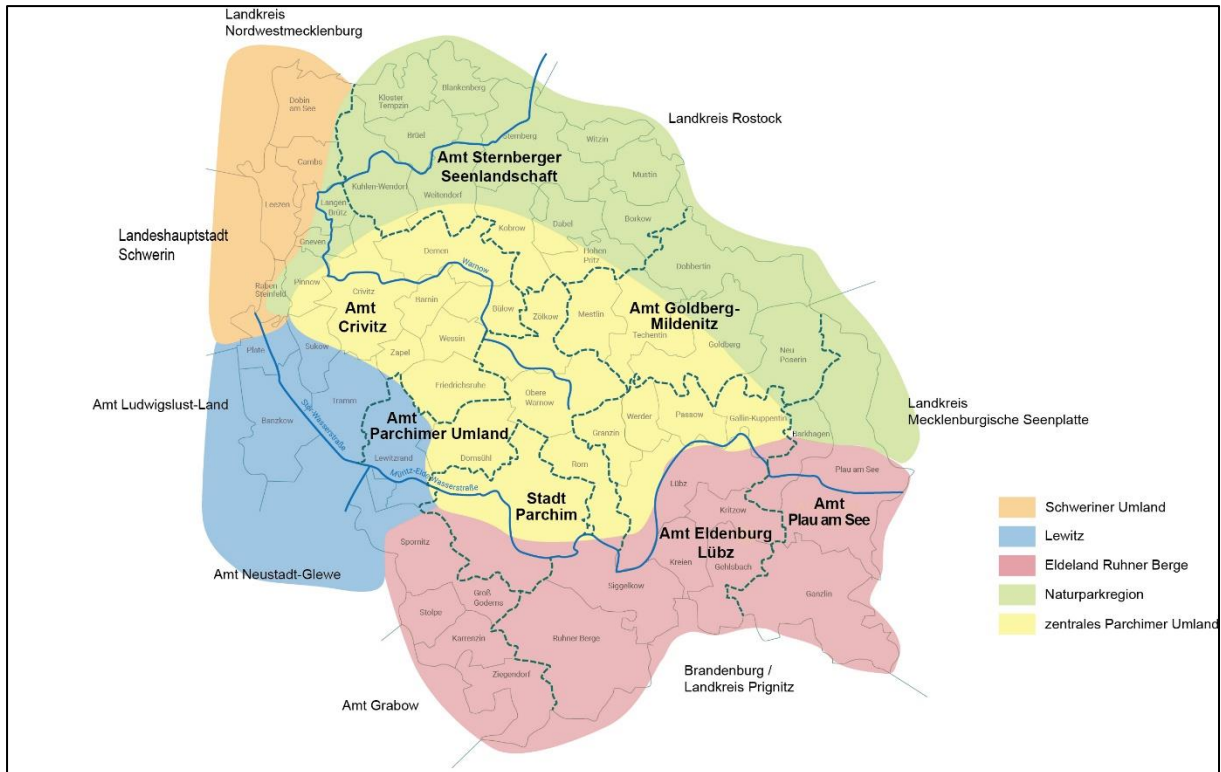 Landkreis
Nordwestmecklenburg
Dobin
am See
Kloster
Tempzin
Blankenberg
Landkreis Rostock
Brüel
Sternberg
Witzin
Cambs
Amt Sternberger
Seenlandschaft
Mustin
Kuhlen-Wendorf
Weitendorf
Leezen
Langen
Brütz
Kobrow
Dabel
Borkow
Landeshauptstadt
Schwerin
Gneven
Demen
Hohen
Pritz
Dobbertin
Warnow
Raben
Steinfeld
Pinnow
Crivitz
Barnin
Bülow
Zölkow
Mestlin
Amt
Crivitz
Amt Goldberg-
Mildenitz
Techentin
Goldberg
Neu
Poserin
Plate
Sukow
Zapel
Wessin
Friedrichsruhe
Obere
Warnow
Amt Ludwigslust-Land
Banzkow
Tramm
Stör-Wasserstraße
Amt
Parchimer Umland
Granzin
Werder
Passow
Gallin-Kuppentin
Landkreis
Mecklenburgische Seenplatte
Barkhagen
Lewitzrand
Domsühl
Rom
Müritz-Elde-Wasserstraße
Plau am See
Lübz
Stadt
Parchim
Kritzow
Amt
Plau am See
Schweriner Umland
Amt Eldenburg
Lübz
Lewitz
Spornitz
Kreien
Gehlsbach
Eldeland Ruhner Berge
Amt Neustadt-Glewe
Siggelkow
Ganzlin
Naturparkregion
Groß
Godems
Stolpe
zentrales Parchimer Umland
Karrenzin
Ruhner Berge
Ziegendorf
Brandenburg /
Landkreis Prignitz
Amt Grabow